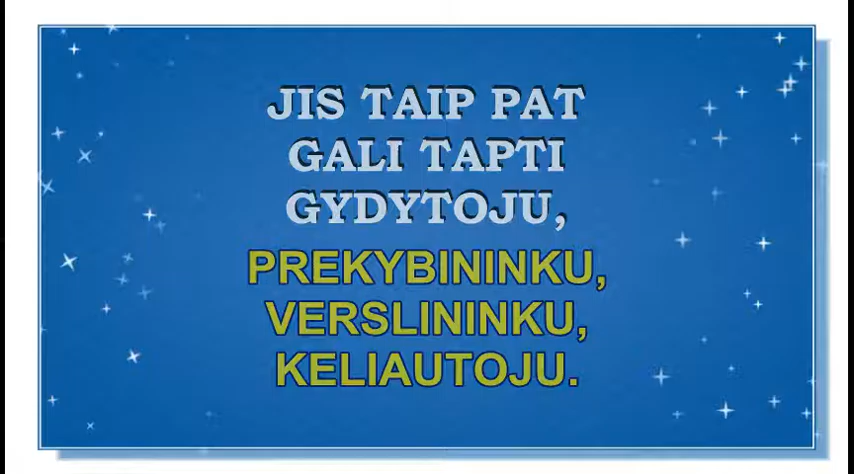 JIS TAIP PAT
GALI TAPTI
GYDYTOJU,
PREKYBININKU,
VERSLININKU,
KELIAUTOJU.